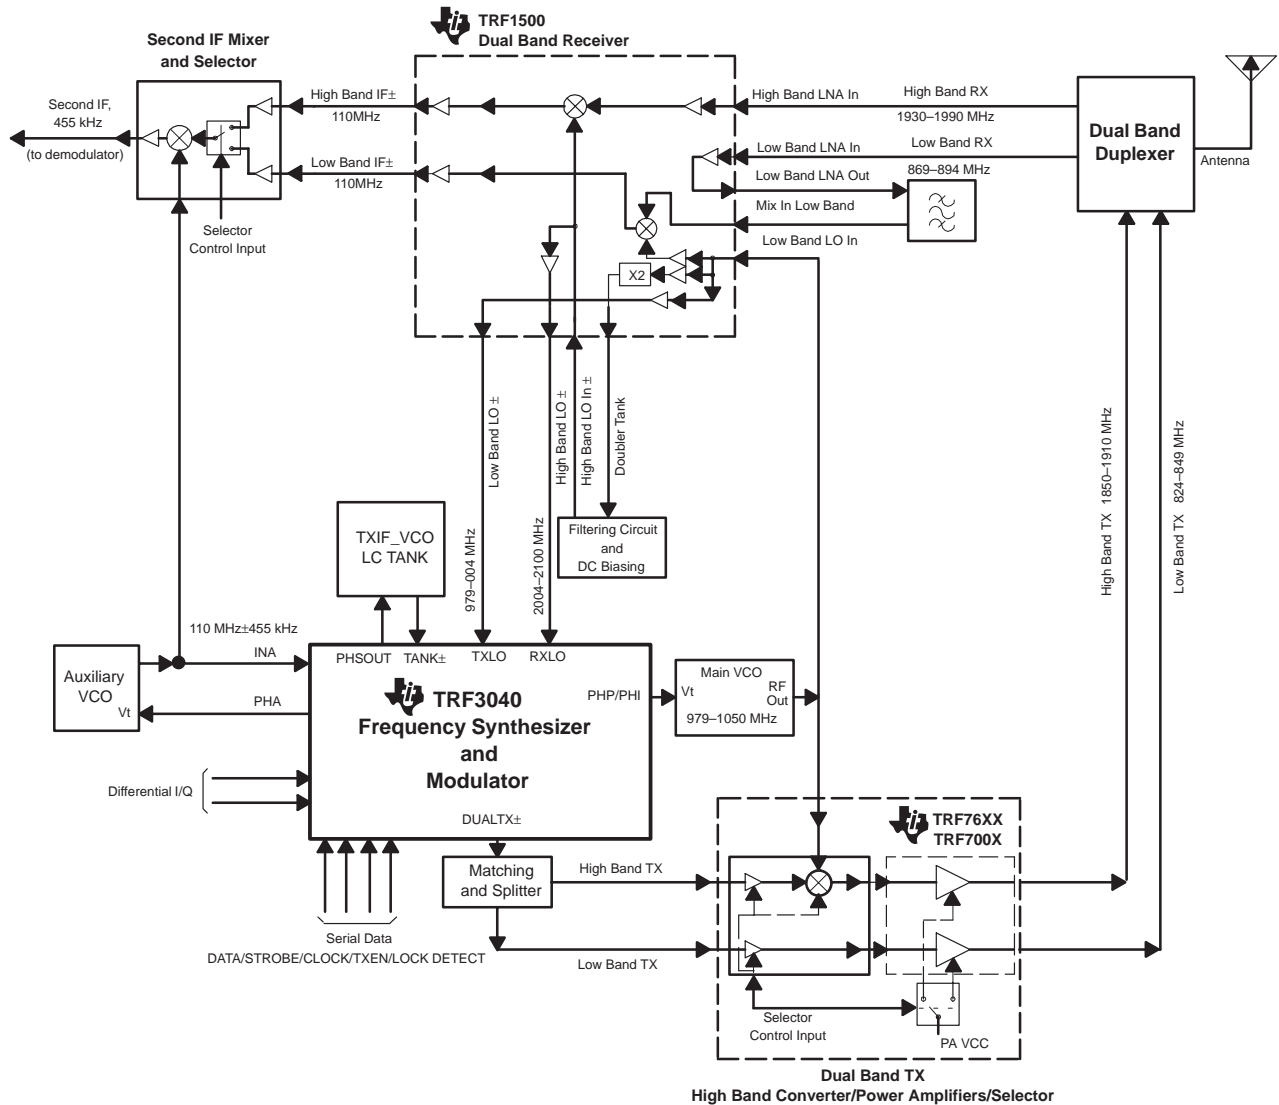 TRF1500
Dual Band Receiver
Second IF Mixer
and Selector
Second IF,
455 kHz
(to demodulator)
High Band IF±
110MHz
Low Band IF±
110MHz
Selector
Control Input
High Band LNA In
High Band RX
1930–1990 MHz
Low Band LNA In
Low Band RX
Low Band LNA Out
869–894 MHz
Mix In Low Band
Low Band LO In
Dual Band
Duplexer
Antenna
X2
Low Band LO ±
979–004 MHz
High Band LO ±
2004–2100 MHz
High Band LO In ±
Doubler Tank
Filtering Circuit
and
DC Biasing
High Band TX 1850–1910 MHz
Low Band TX 824–849 MHz
TXIF_VCO
LC TANK
110 MHz±455 kHz
INA
Auxiliary
VCO
Vt
PHA
PHSOUT TANK± TXLO RXLO
TRF3040
Frequency Synthesizer
and
Modulator
PHP/PHI
Main VCO
Vt
RF
Out
979–1050 MHz
Differential I/Q
DUALTX±
Matching
and Splitter
High Band TX
Low Band TX
Serial Data
DATA/STROBE/CLOCK/TXEN/LOCK DETECT
TRF76XX
TRF700X
Selector
Control Input
PA VCC
Dual Band TX
High Band Converter/Power Amplifiers/Selector